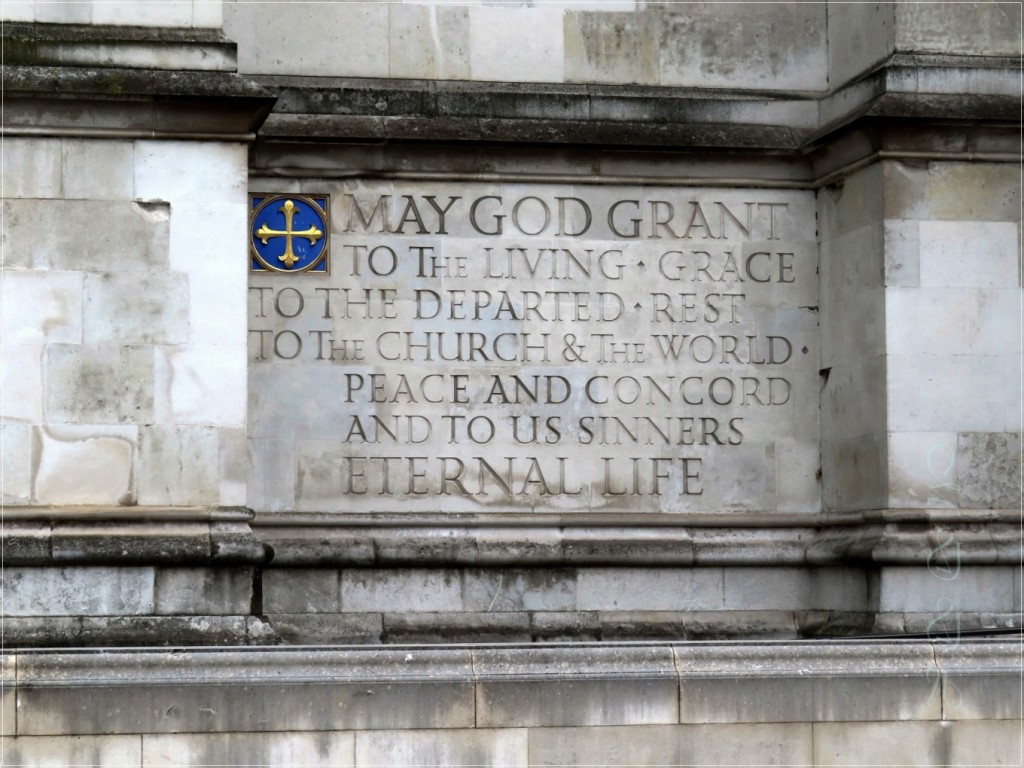 MAY GOD GRANT
TO THE LIVING · GRACE
TO THE DEPARTED · REST
TO THE CHURCH & THE WORLD ·
PEACE AND CONCORD
AND TO US SINNERS
ETERNAL LIFE